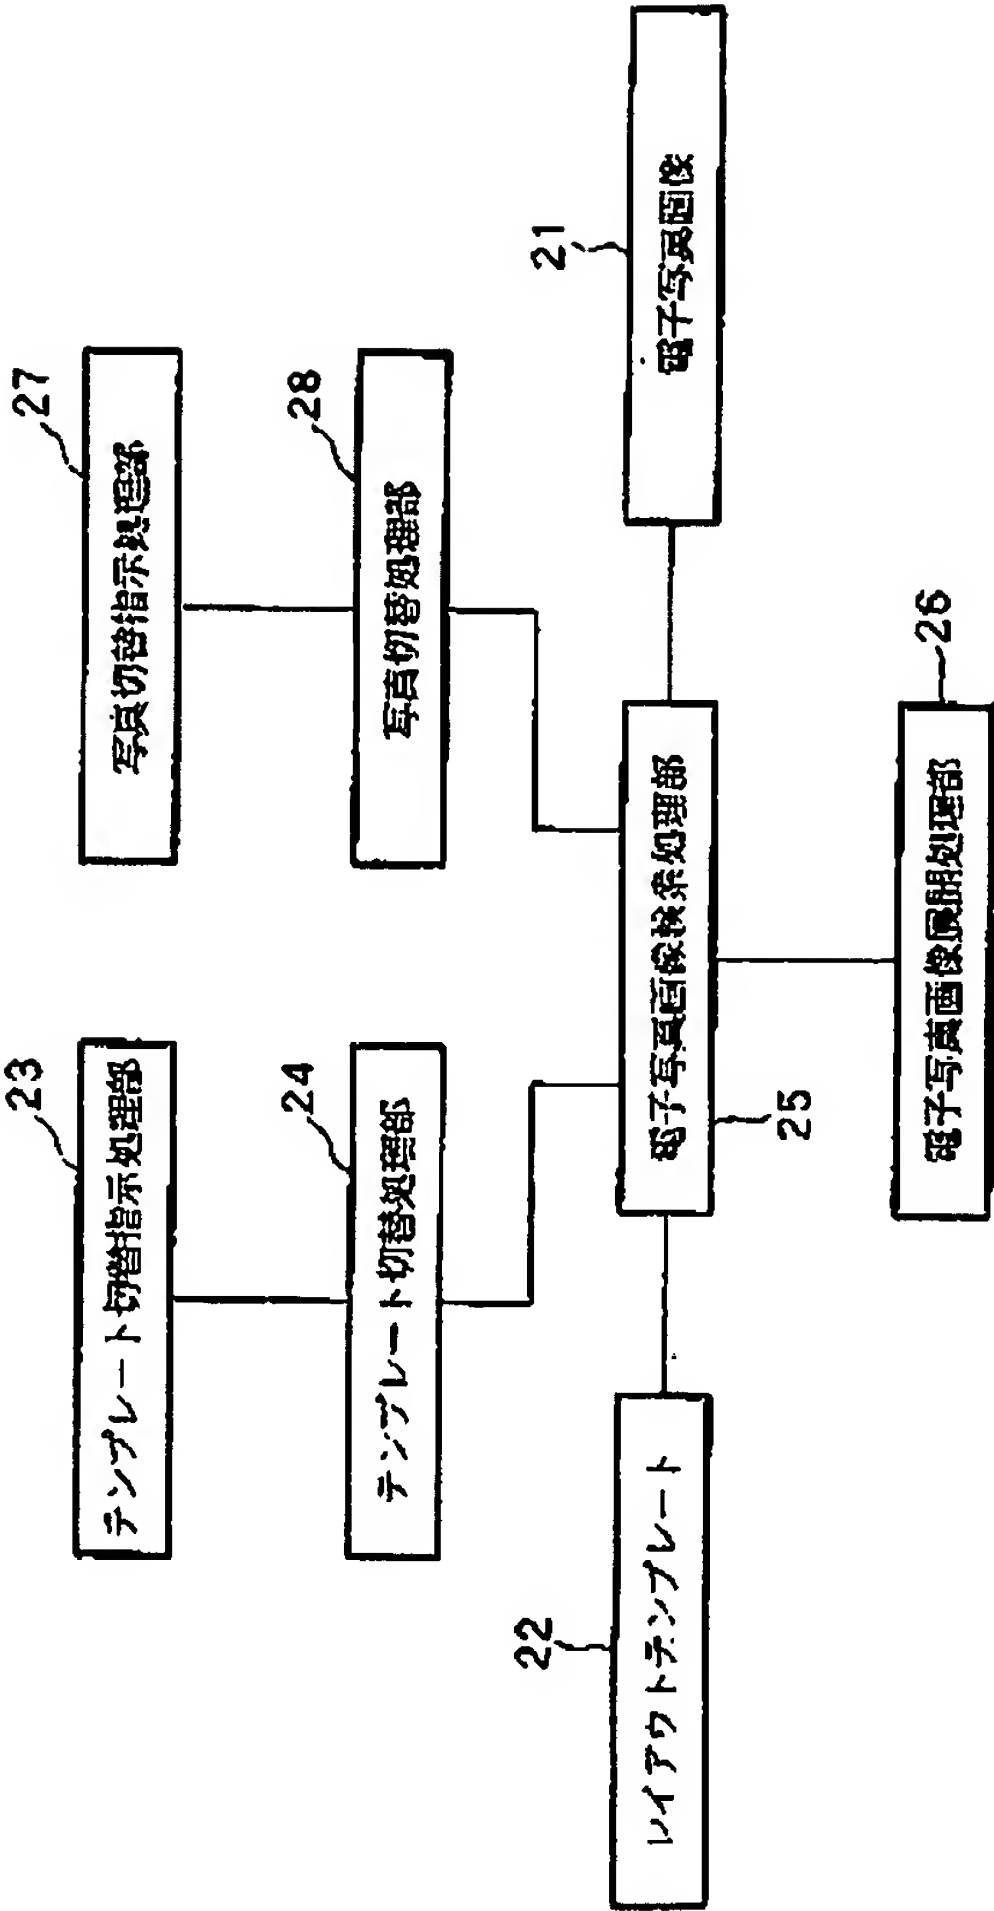 23
テンプレート切替指示処理部
27
写真切替指示処理部
24
テンプレート切替処理部
28
写真切替処理部
22
レイアウトテンプレート
25
電子写真画像検索処理部
21
電子写真画像
26
電子写真画像展開処理部